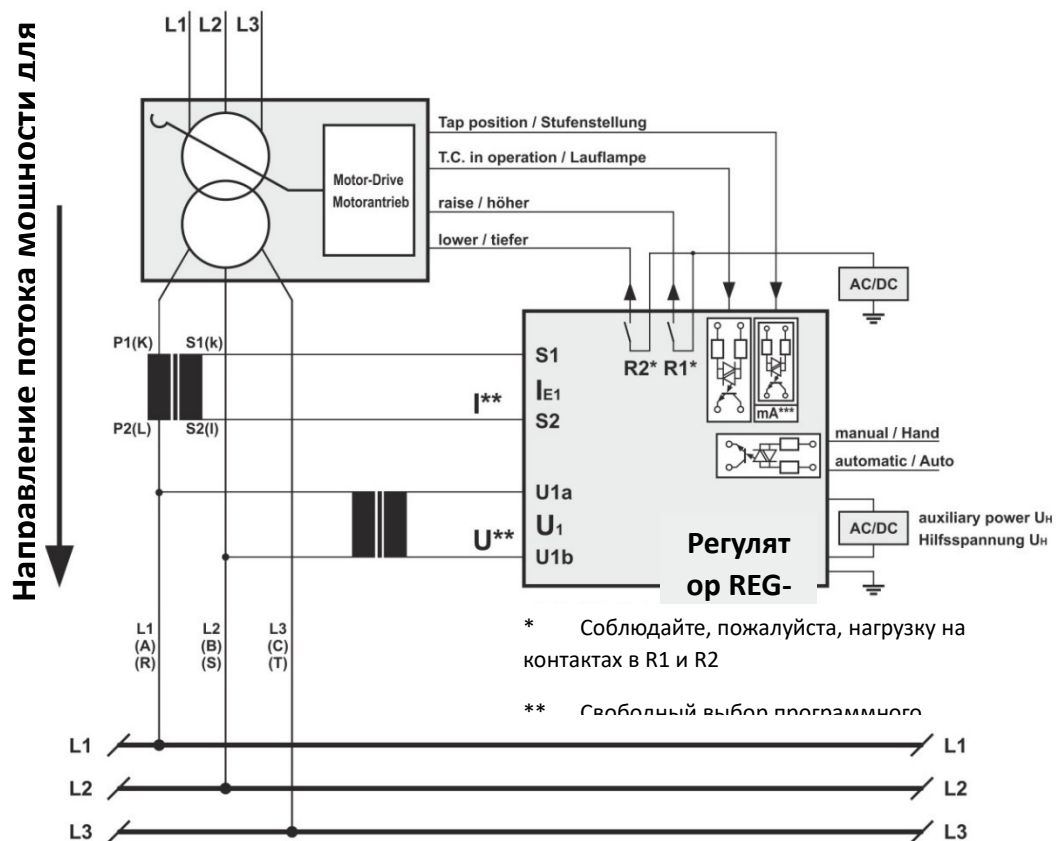 Направление потока мощности для
L1 L2 L3
Motor-Drive
Motorantrieb
Tap position / Stufenstellung
T.C. in operation / Lauflampe
raise / höher
lower / tiefer
AC/DC
P1(K) S1(k)
P2(L) S2(l)
I**
S1
IE1
S2
R2* R1*
mA***
manual / Hand
automatic / Auto
U**
U1a
U1
U1b
AC/DC
auxiliary power UH
Hilfsspannung UH
Регулят
ор REG-
* Соблюдайте, пожалуйста, нагрузку на
контактах в R1 и R2
** Свободный выбор программного
L1 L2 L3
(A) (B) (C)
(R) (S) (T)
L1 L1
L2 L2
L3 L3